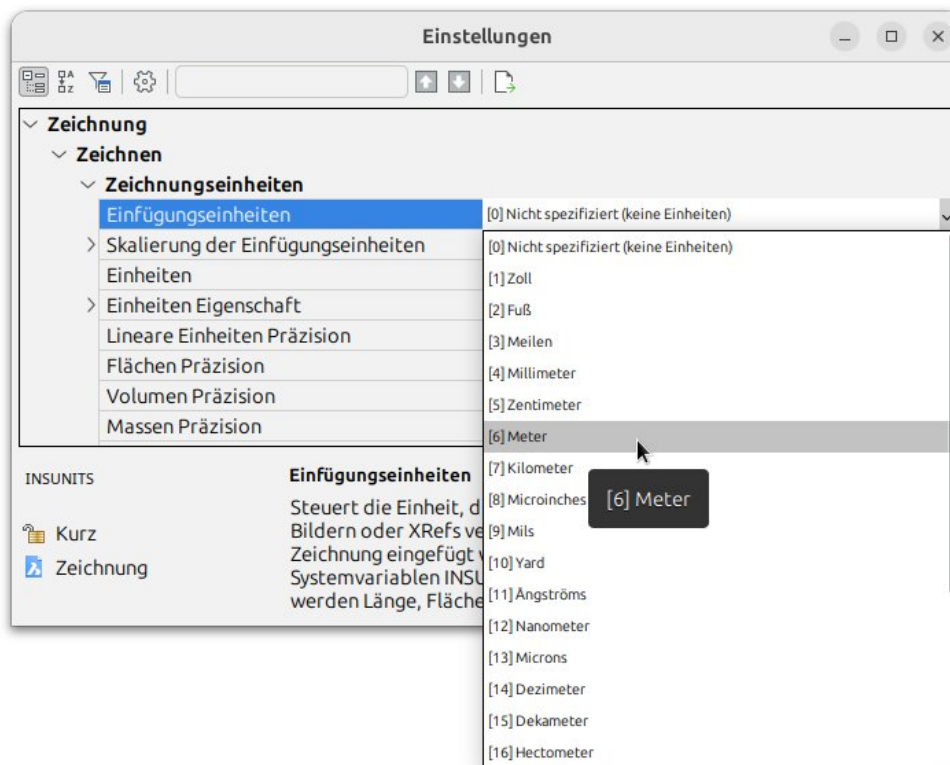 Einstellungen
Zeichnung
Zeichnen
Zeichnungseinheiten
Einfügungseinheiten
[0] Nicht spezifiziert (keine Einheiten)
Skalierung der Einfügungseinheiten
Einheiten
Einheiten Eigenschaft
Lineare Einheiten Präzision
Flächen Präzision
Volumen Präzision
Massen Präzision
[0] Nicht spezifiziert (keine Einheiten)
[1] Zoll
[2] Fuß
[3] Meilen
[4] Millimeter
[5] Zentimeter
[6] Meter
[7] Kilometer
[8] Microinches
[6] Meter
[9] Mils
[10] Yard
[11] Ångströms
[12] Nanometer
[13] Microns
[14] Dezimeter
[15] Dekameter
[16] Hectometer
INSUNITS
Kurz
Zeichnung
Einfügungseinheiten
Steuert die Einheit, d
Bildern oder XRefs ve
Zeichnung eingefügt
Systemvariablen INSU
werden Länge, Fläche